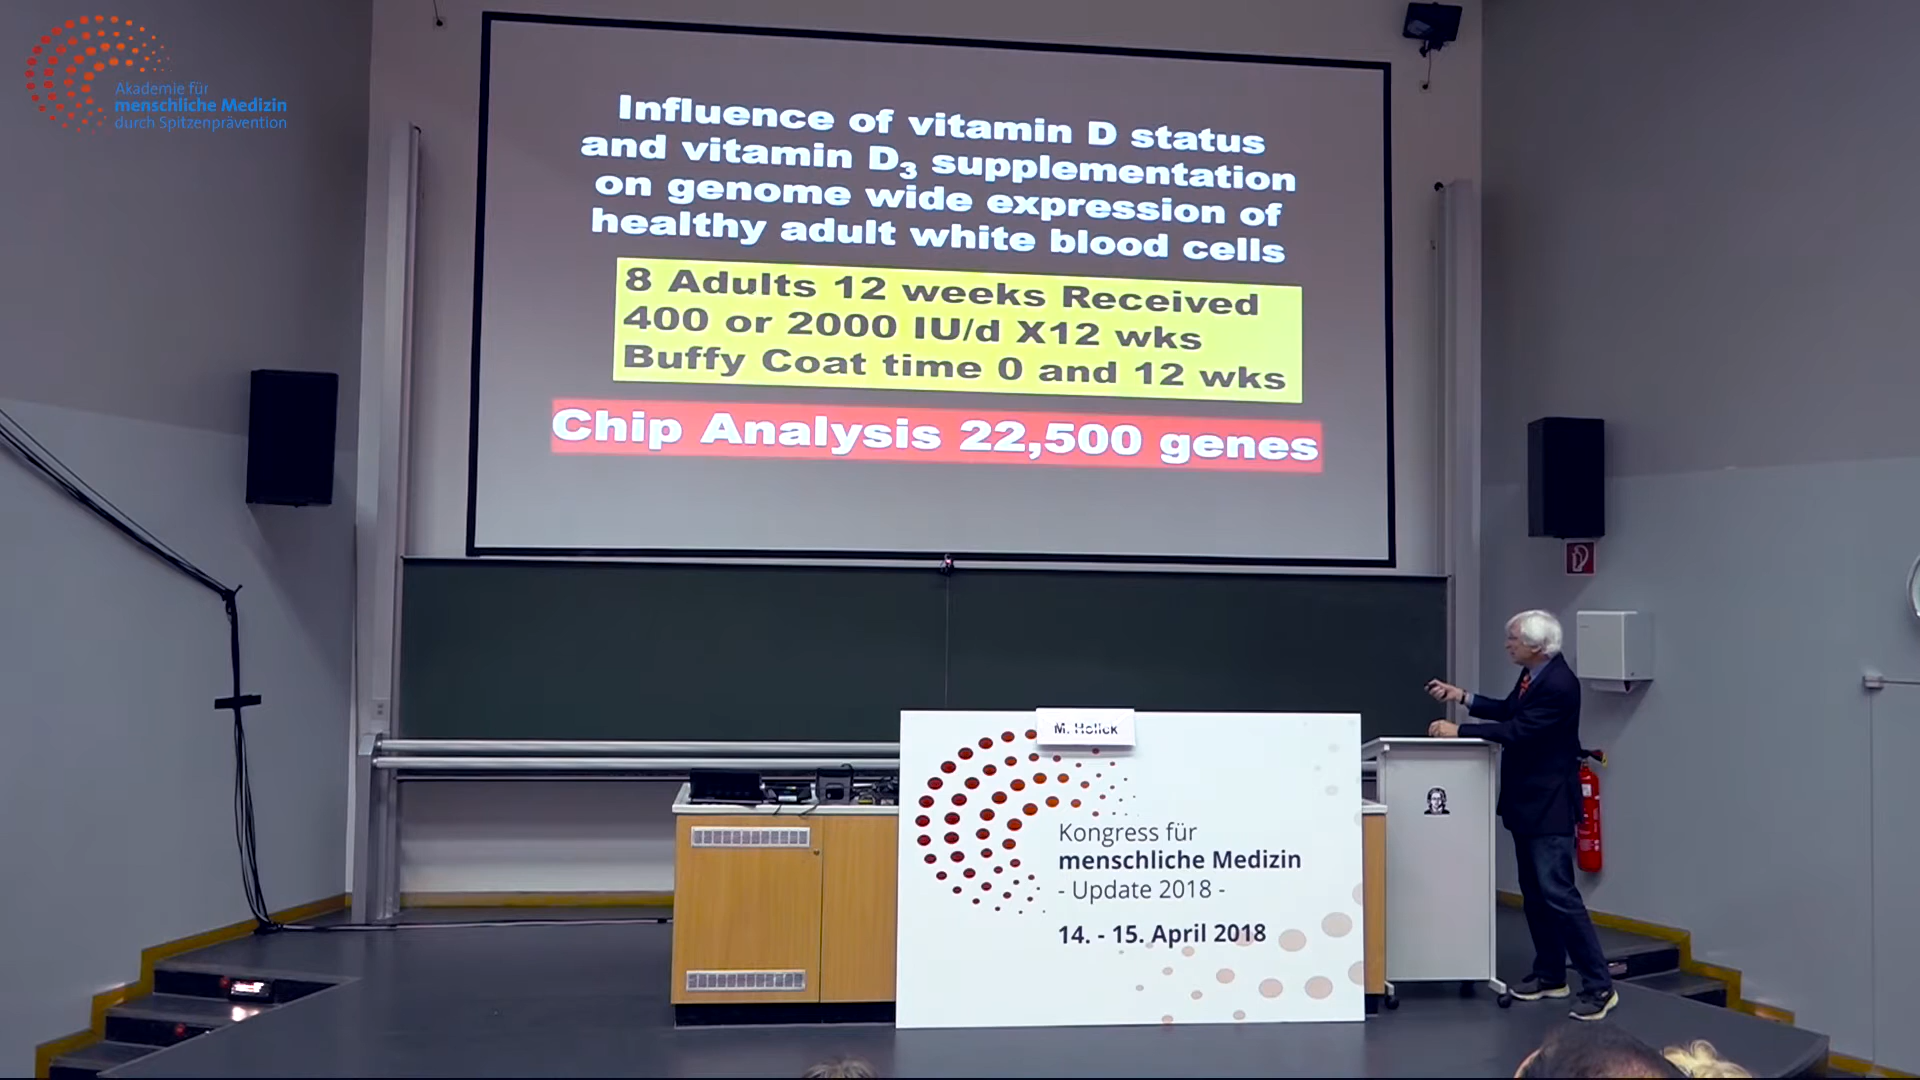 Akademie für
menschliche Medizin
durch Spitzenprävention
Influence of vitamin D status
and vitamin D3 supplementation
on genome wide expression of
healthy adult white blood cells
8 Adults 12 weeks Received
400 or 2000 IU/d X12 wks
Buffy Coat time 0 and 12 wks
Chip Analysis 22,500 genes
M. Holick
Kongress für
menschliche Medizin
- Update 2018 -
14. - 15. April 2018